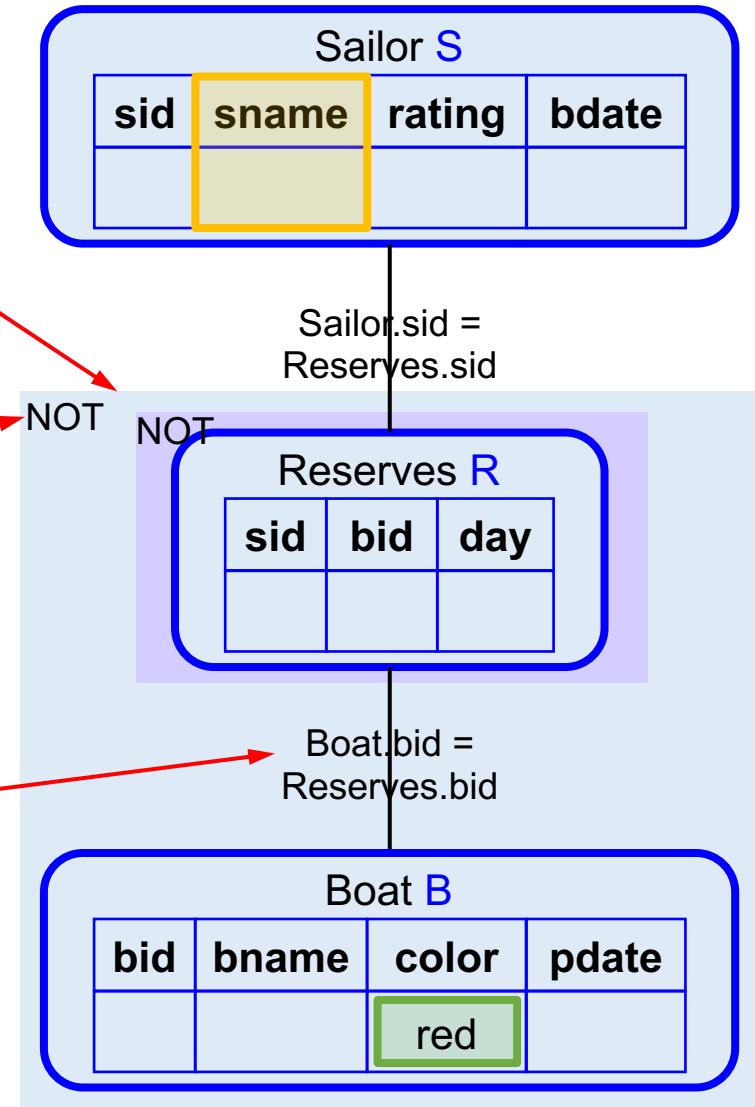 Sailor S
sid sname rating bdate
Sailor.sid =
Reserves.sid
NOT
NOT
Reserves R
sid bid day
Boat.bid =
Reserves.bid
Boat B
bid bname color pdate
red